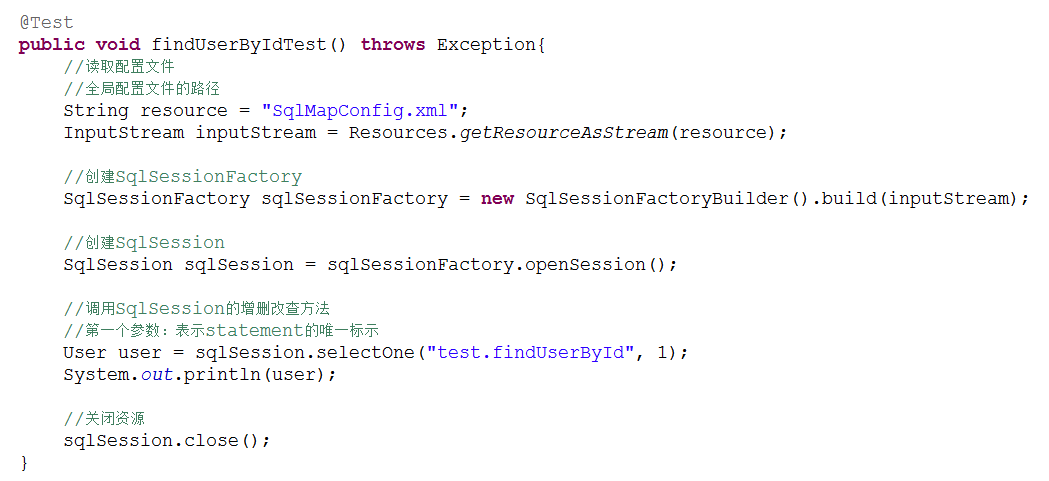 @Test
public void findUserByIdTest() throws Exception{
//读取配置文件
//全局配置文件的路径
String resource = "SqlMapConfig.xml";
InputStream inputStream = Resources.getResourceAsStream(resource);
//创建SqlSessionFactory
SqlSessionFactory sqlSessionFactory = new SqlSessionFactoryBuilder().build(inputStream);
//创建SqlSession
SqlSession sqlSession = sqlSessionFactory.openSession();
//调用SqlSession的增删改查方法
//第一个参数：表示statement的唯一标示
User user = sqlSession.selectOne("test.findUserById", 1);
System.out.println(user);
//关闭资源
sqlSession.close();
}